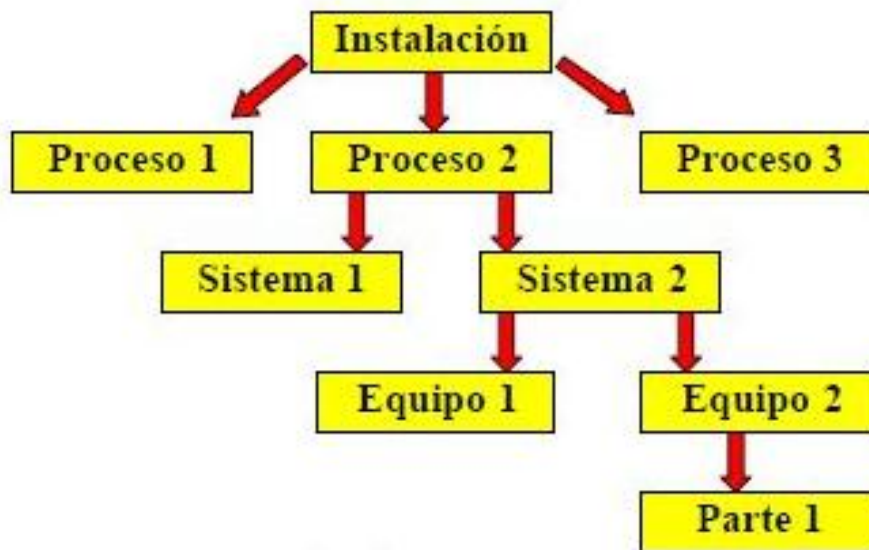 Instalación
Proceso 1
Proceso 2
Proceso 3
Sistema 1
Sistema 2
Equipo 1
Equipo 2
Parte 1